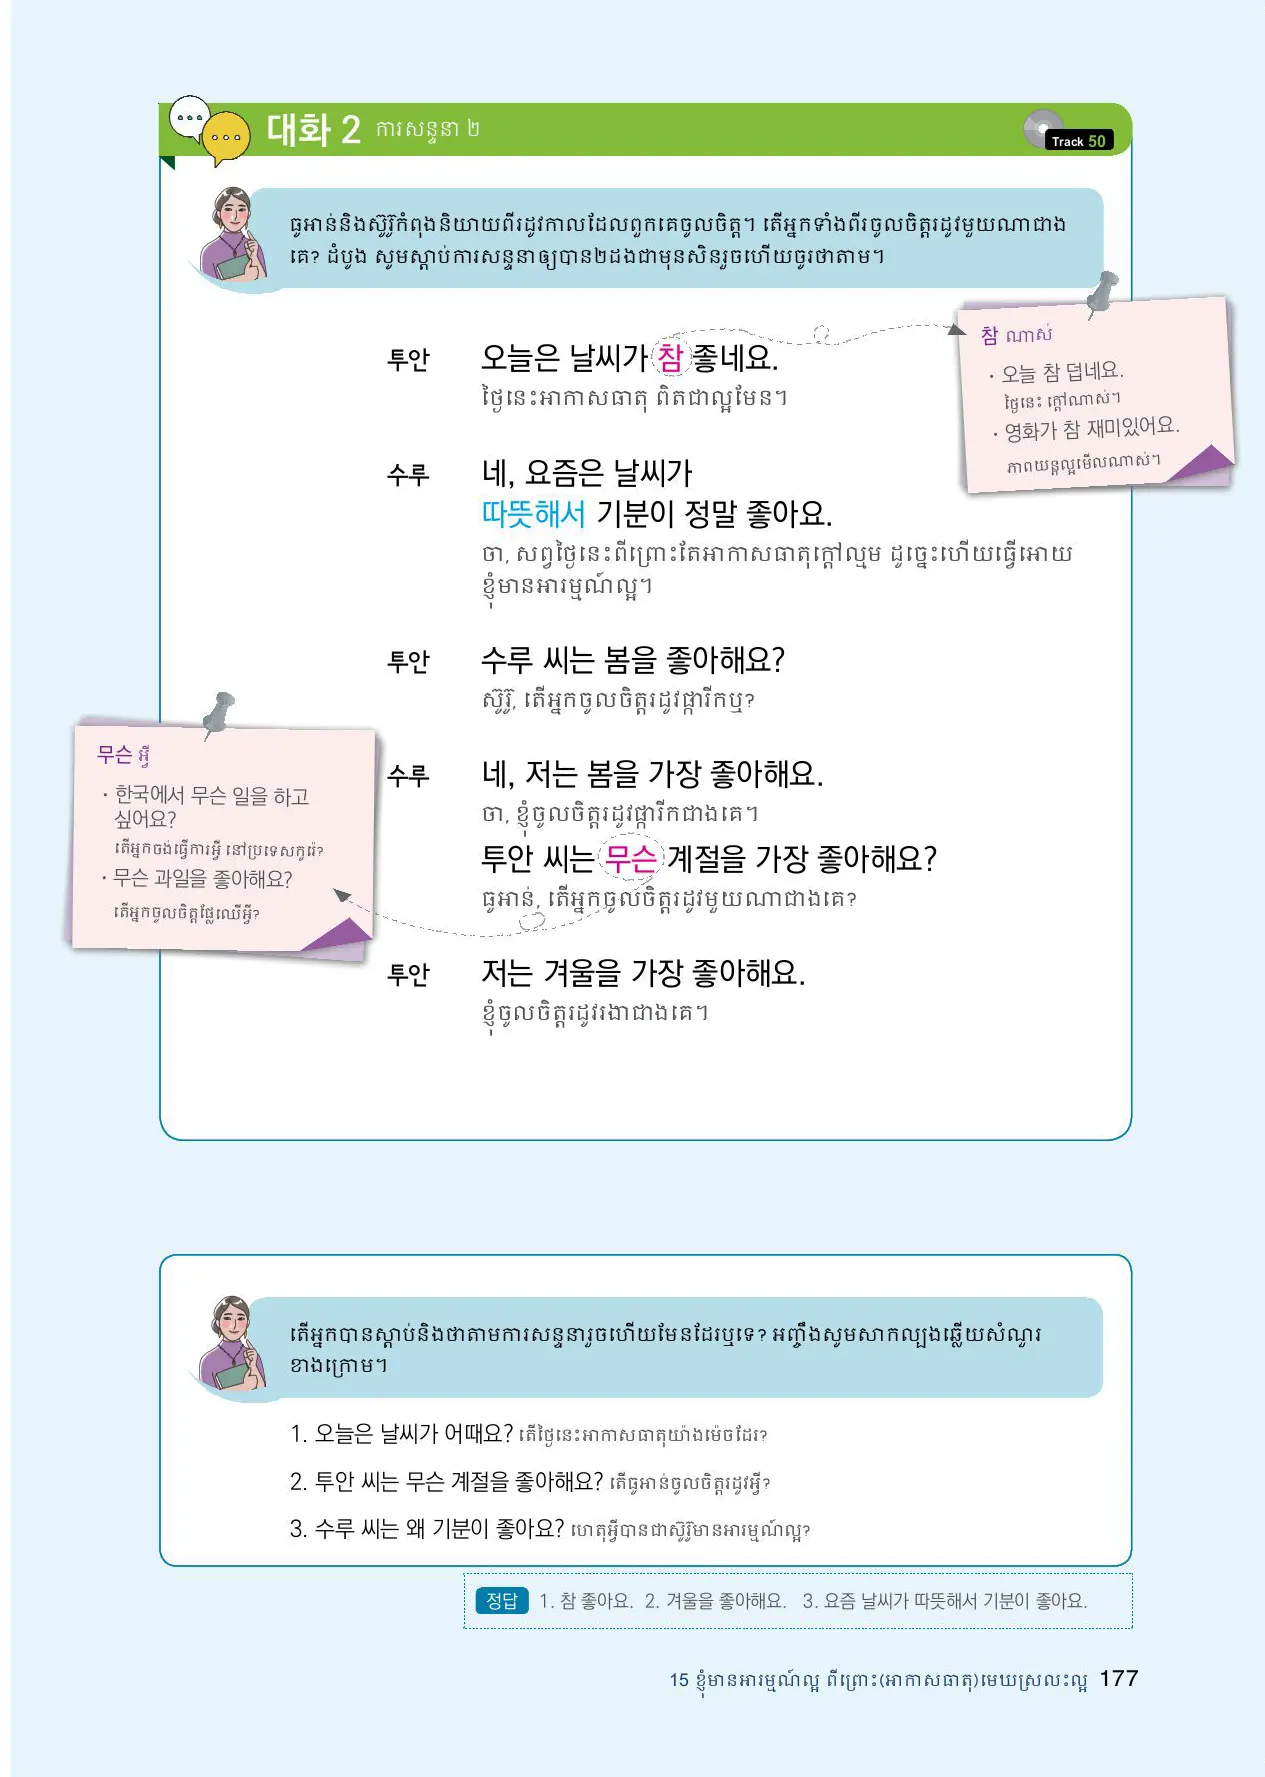 대화 2 ការសន្ទនា ២
Track 50
ធូអាន់និងស៊ូរ៉ូកំពុងនិយាយពីរដូវកាលដែលពួកគេចូលចិត្ត។ តើអ្នកទាំងពីរចូលចិត្តរដូវមួយណាជាង
គេ? ដំបូង សូមស្តាប់ការសន្ទនាឲ្យបាន២ដងជាមុនសិនរួចហើយចូរថាតាម។
투안 오늘은 날씨가 참 좋네요.
ថ្ងៃនេះអាកាសធាតុ ពិតជាល្អមែន។
참 ណាស់
· 오늘 참 덥네요.
ថ្ងៃនេះ ក្តៅណាស់។
· 영화가 참 재미있어요.
ភាពយន្តល្អមើលណាស់។
수루 네, 요즘은 날씨가
따뜻해서 기분이 정말 좋아요.
ចា, សព្វថ្ងៃនេះពីព្រោះតែអាកាសធាតុក្តៅល្មម ដូច្នេះហើយធ្វើអោយ
ខ្ញុំមានអារម្មណ៍ល្អ។
투안 수루 씨는 봄을 좋아해요?
ស៊ូរ៉ូ, តើអ្នកចូលចិត្តរដូវផ្ការីកឬ?
수루 네, 저는 봄을 가장 좋아해요.
ចា, ខ្ញុំចូលចិត្តរដូវផ្ការីកជាងគេ។
투안 씨는 무슨 계절을 가장 좋아해요?
ធូអាន់, តើអ្នកចូលចិត្តរដូវមួយណាជាងគេ?
무슨 អ្វី
· 한국에서 무슨 일을 하고
싶어요?
តើអ្នកចង់ធ្វើការអ្វី នៅប្រទេសកូរ៉េ?
· 무슨 과일을 좋아해요?
តើអ្នកចូលចិត្តផ្លែឈើអ្វី?
투안 저는 겨울을 가장 좋아해요.
ខ្ញុំចូលចិត្តរដូវរងាជាងគេ។
តើអ្នកបានស្តាប់និងថាតាមការសន្ទនារួចហើយមែនដែរឬទេ? អញ្ចឹងសូមសាកល្បងឆ្លើយសំណួរ
ខាងក្រោម។
1. 오늘은 날씨가 어때요? តើថ្ងៃនេះអាកាសធាតុយ៉ាងម៉េចដែរ?
2. 투안 씨는 무슨 계절을 좋아해요? តើធូអាន់ចូលចិត្តរដូវអ្វី?
3. 수루 씨는 왜 기분이 좋아요? ហេតុអ្វីបានជាស៊ូរ៉ូមានអារម្មណ៍ល្អ?
정답 1. 참 좋아요. 2. 겨울을 좋아해요. 3. 요즘 날씨가 따뜻해서 기분이 좋아요.
15 ខ្ញុំមានអារម្មណ៍ល្អ ពីព្រោះ(អាកាសធាតុ)មេឃស្រលះល្អ 177